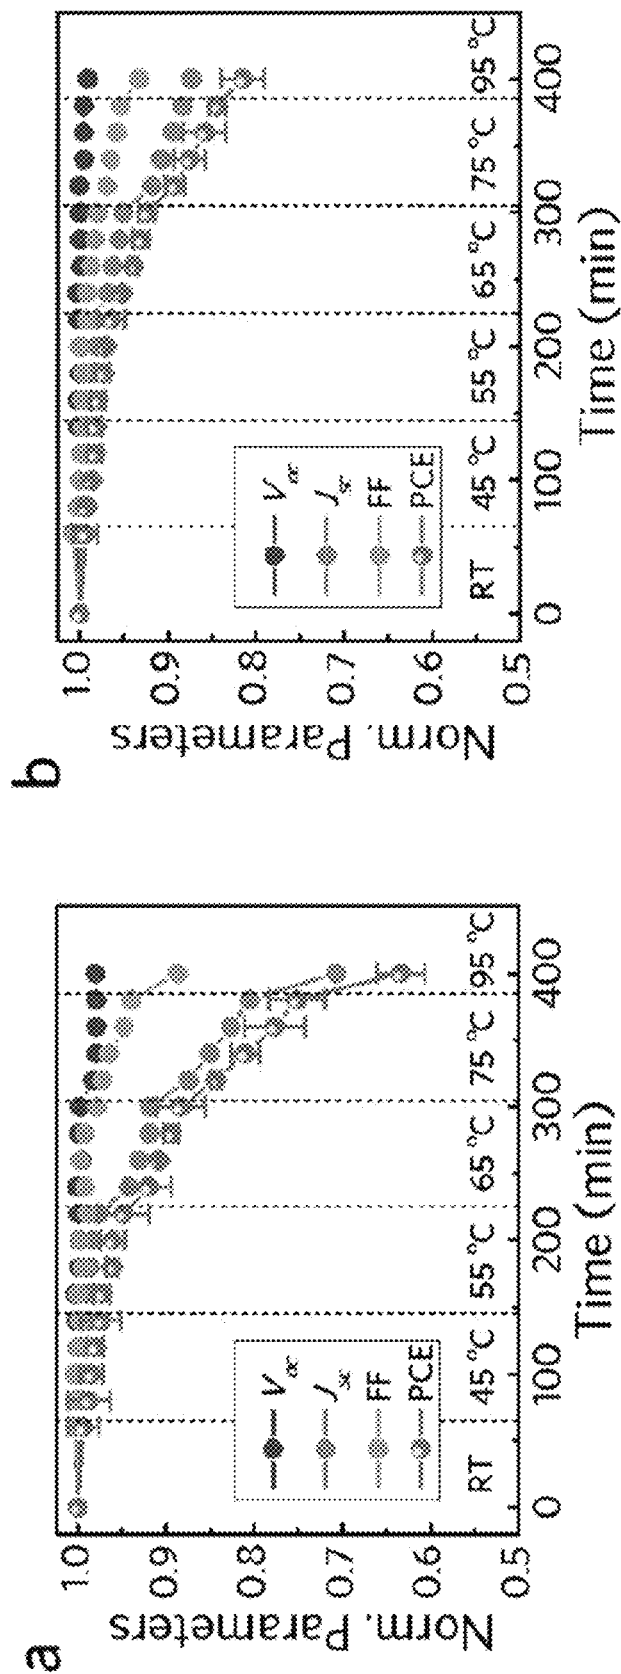 a
Norm. Parameters
1.0
0.9
0.8
0.7
0.6
0.5
V_oc
J_sc
FF
PCE
RT
45 °C
55 °C
65 °C
75 °C
95 °C
0
100
200
300
400
Time (min)
b
Norm. Parameters
1.0
0.9
0.8
0.7
0.6
0.5
V_oc
J_sc
FF
PCE
RT
45 °C
55 °C
65 °C
75 °C
95 °C
0
100
200
300
400
Time (min)